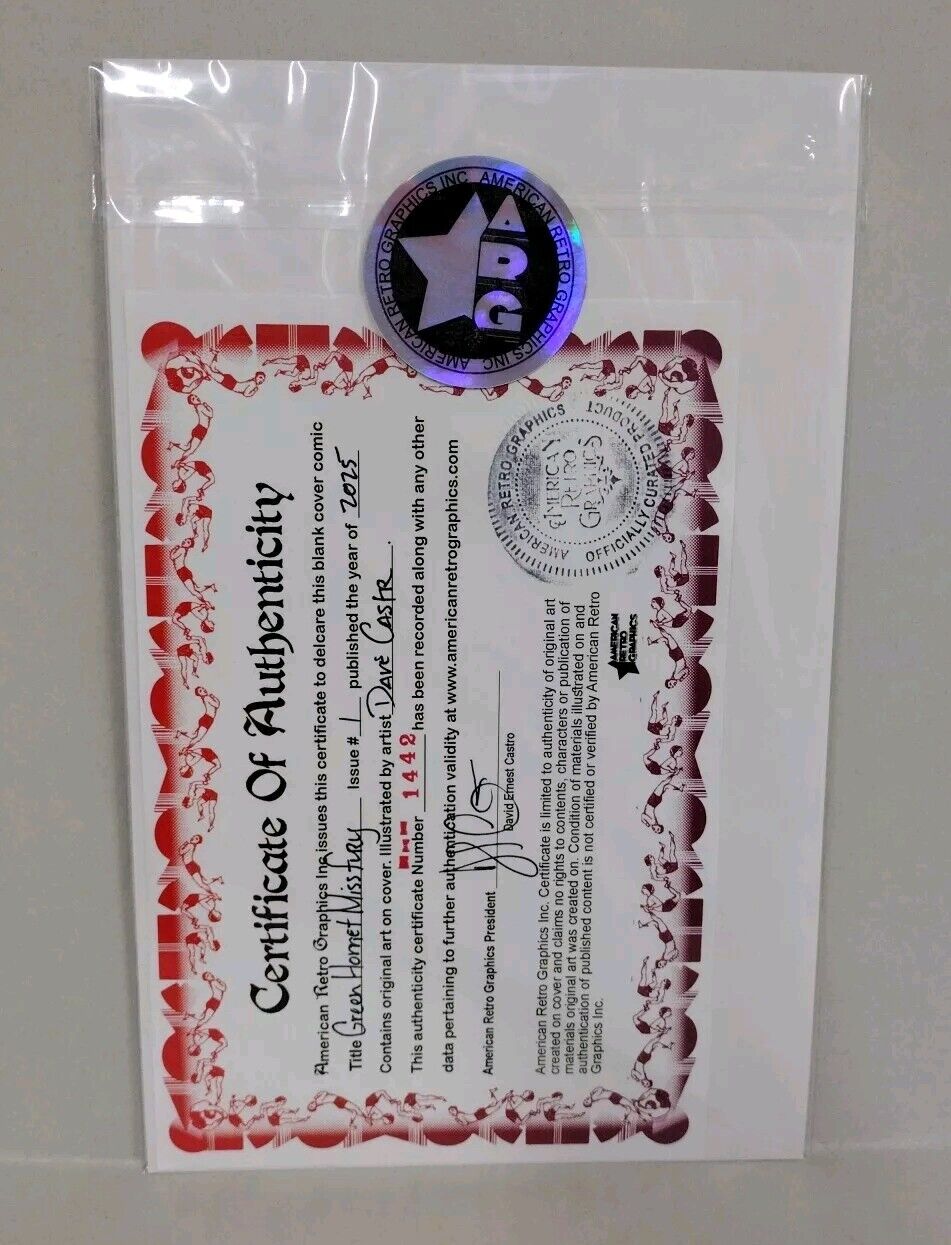 AMERICAN RETRO GRAPHICS INC AMERICAN RETRO GRAPHICS INC
ARG
Certificate Of Authenticity
American Retro Graphics Inc issues this certificate to delcare this blank cover comic
Title Green Hornet Miss Fury Issue # 1 published the year of 2025
Contains original art on cover. Illustrated by artist Dave Castr.
This authenticity certificate Number 1442 has been recorded along with any other
data pertaining to further authentication validity at www.americanretrographics.com
American Retro Graphics President
David Ernest Castro
AMERICAN RETRO GRAPHICS
OFFICIALLY CURATED PRODUCT
AMERICAN
RETRO
GRAPHICS
American Retro Graphics Inc. Certificate is limited to authenticity of original art
created on cover and claims no rights to contents, characters or publication of
materials original art was created on. Condition of materials illustrated on and
authentication of published content is not certified or verified by American Retro
Graphics Inc.
AMERICAN
RETRO
GRAPHICS